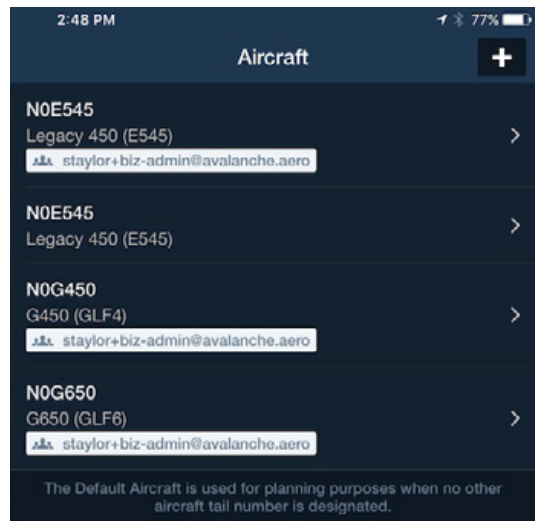 2:48 PM 77%
Aircraft
N0E545
Legacy 450 (E545)
staylor+biz-admin@avalanche.aero
N0E545
Legacy 450 (E545)
N0G450
G450 (GLF4)
staylor+biz-admin@avalanche.aero
N0G650
G650 (GLF6)
staylor+biz-admin@avalanche.aero
The Default Aircraft is used for planning purposes when no other
aircraft tail number is designated.